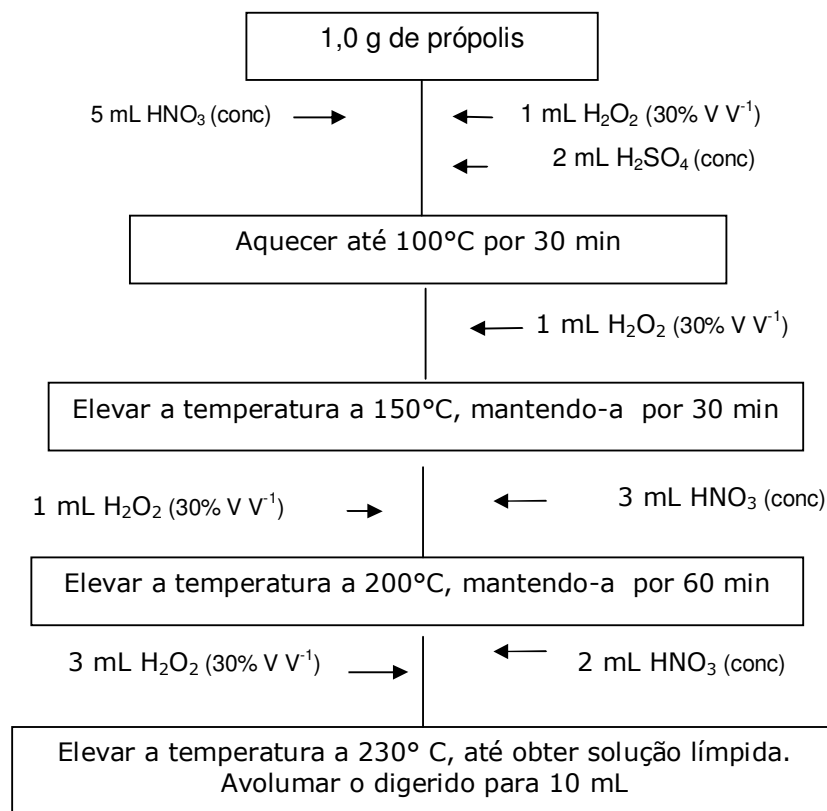 1,0 g de própolis
5 mL HNO₃ (conc)
1 mL H₂O₂ (30% V V⁻¹)
2 mL H₂SO₄ (conc)
Aquecer até 100°C por 30 min
1 mL H₂O₂ (30% V V⁻¹)
Elevar a temperatura a 150°C, mantendo-a por 30 min
1 mL H₂O₂ (30% V V⁻¹)
3 mL HNO₃ (conc)
Elevar a temperatura a 200°C, mantendo-a por 60 min
3 mL H₂O₂ (30% V V⁻¹)
2 mL HNO₃ (conc)
Elevar a temperatura a 230° C, até obter solução límpida.
Avolumar o digerido para 10 mL